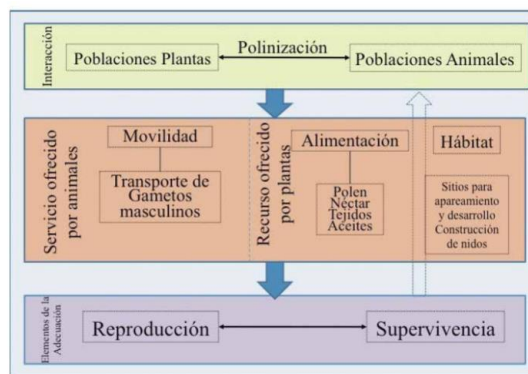 Interacción
Polinización
Poblaciones Plantas
Poblaciones Animales
Servicio ofrecido
por animales
Movilidad
Transporte de
Gametos
masculinos
Recurso ofrecido
por plantas
Alimentación
Polen
Néctar
Tejidos
Aceites
Hábitat
Sitios para
apareamiento
y desarrollo
Construcción
de nidos
Elementos de la
Adecuación
Reproducción
Supervivencia